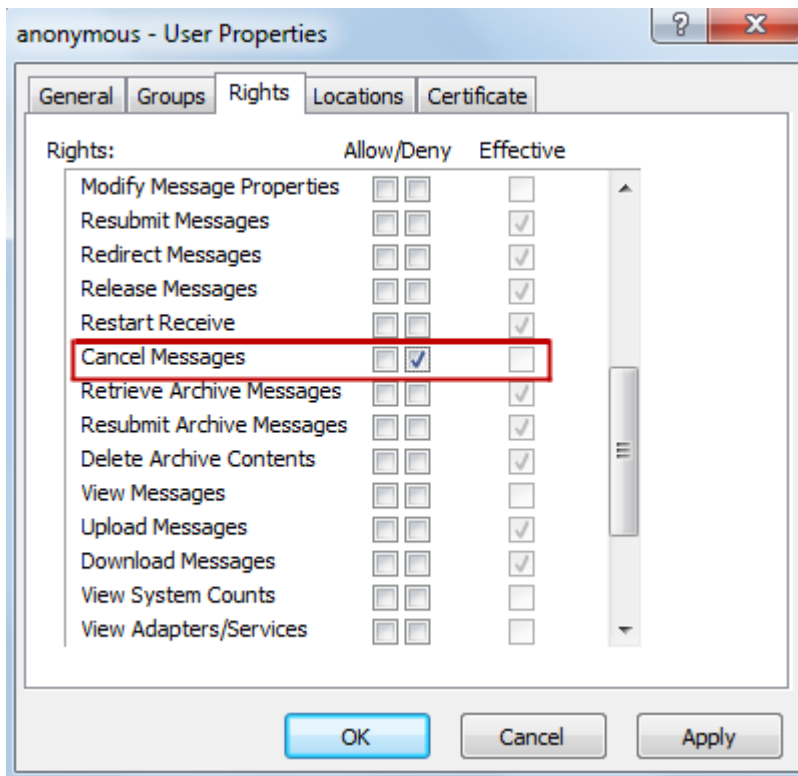 anonymous - User Properties
General Groups Rights Locations Certificate
Rights: Allow/Deny Effective
Modify Message Properties
Resubmit Messages
Redirect Messages
Release Messages
Restart Receive
Cancel Messages
Retrieve Archive Messages
Resubmit Archive Messages
Delete Archive Contents
View Messages
Upload Messages
Download Messages
View System Counts
View Adapters/Services
OK Cancel Apply